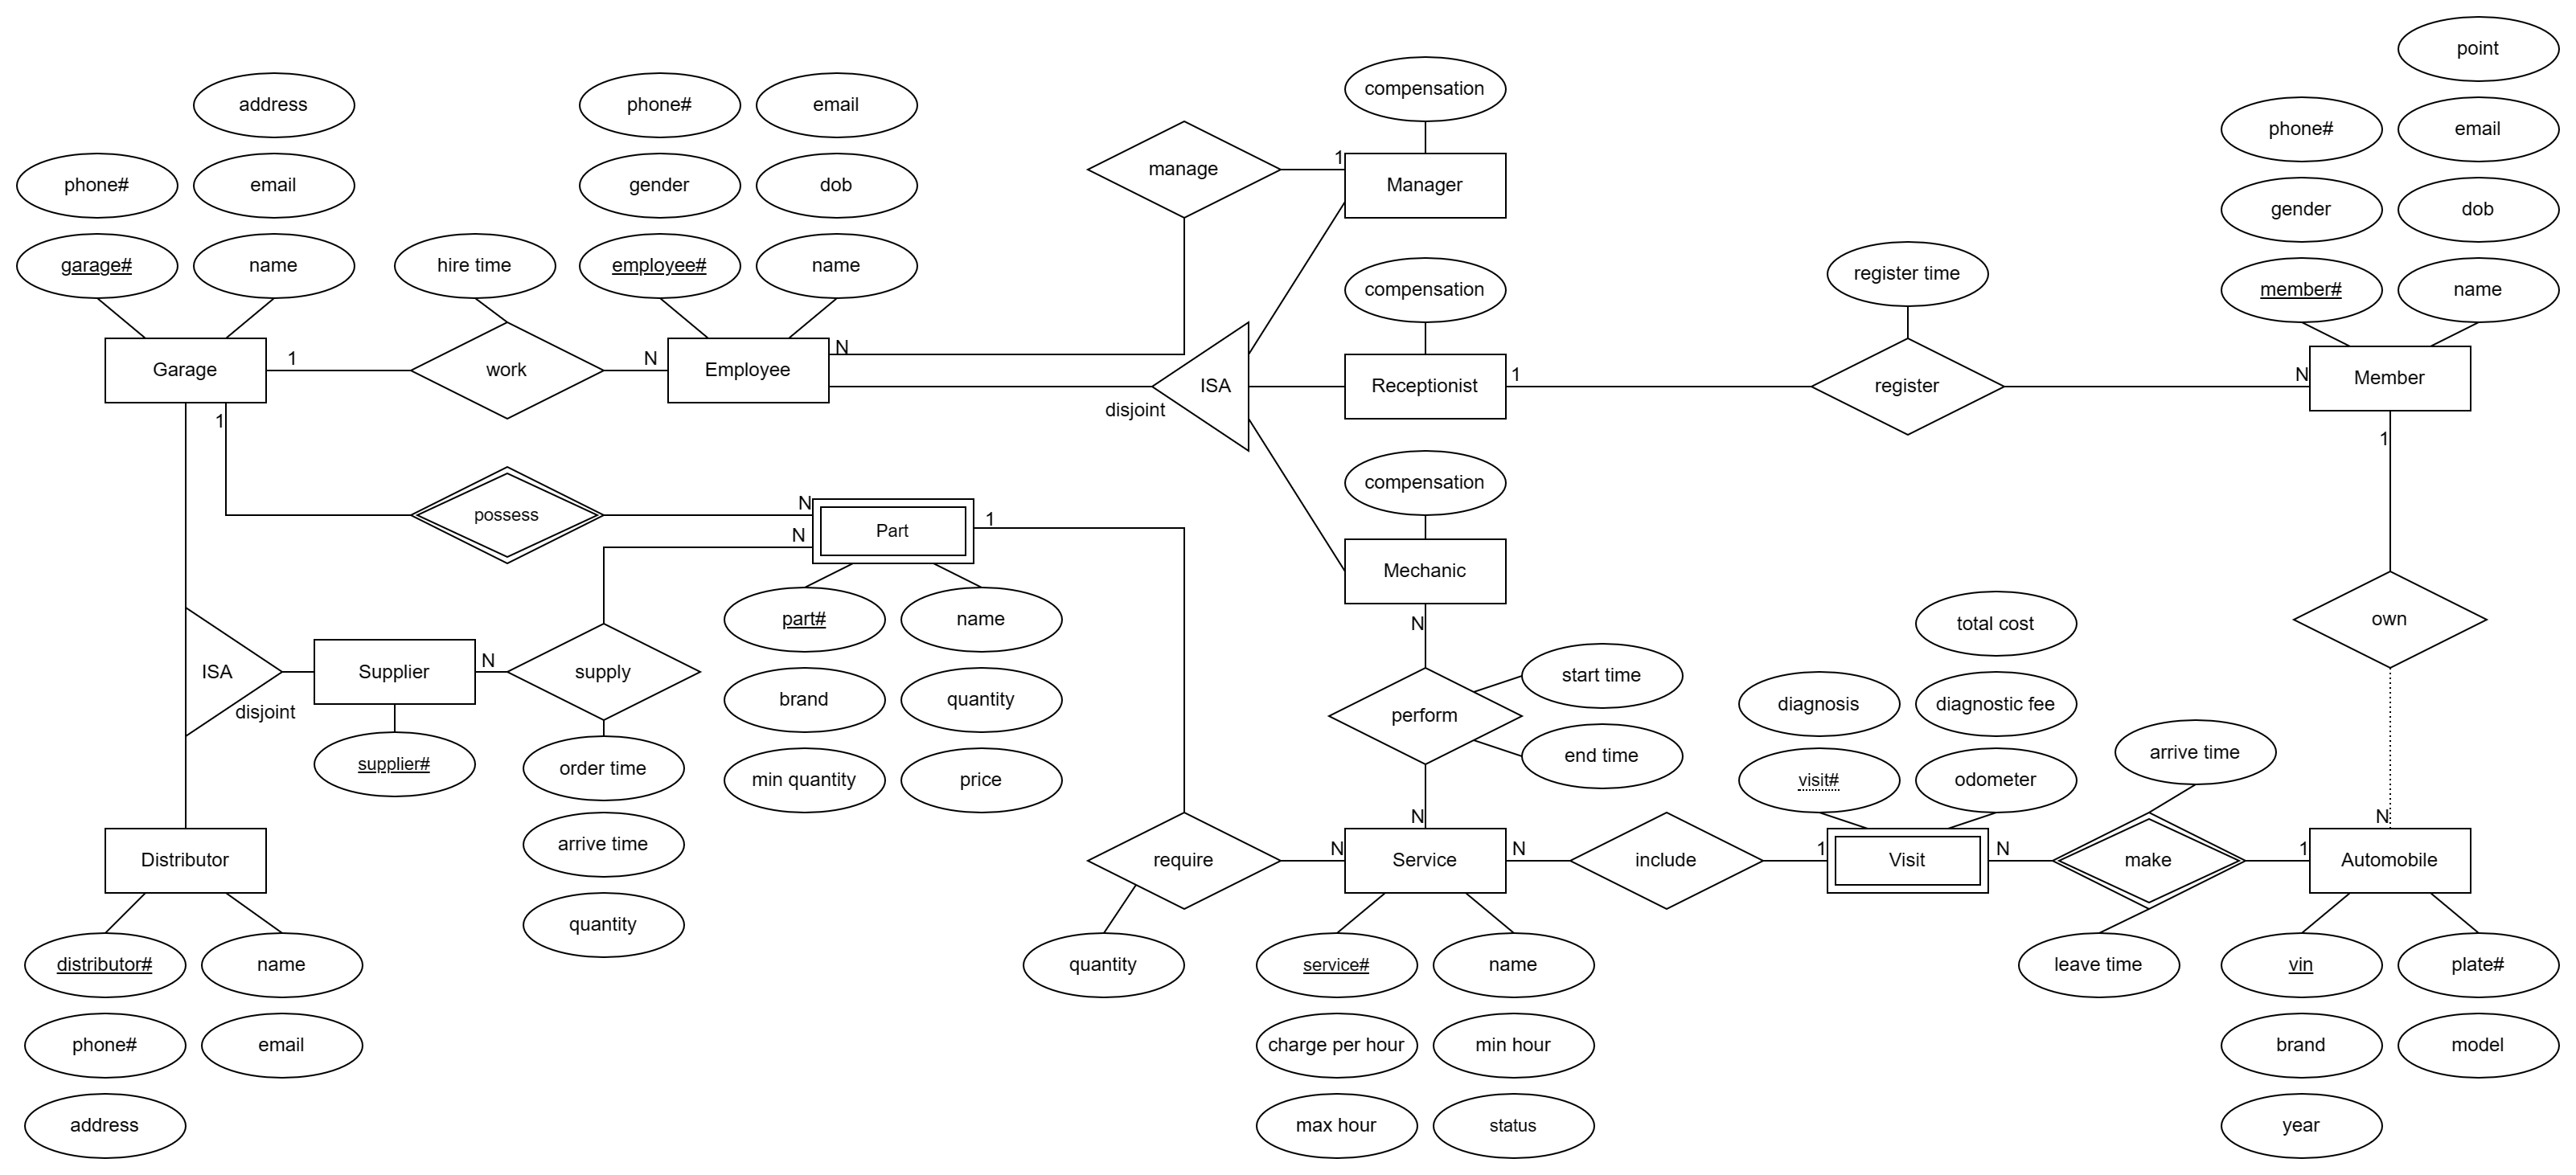 point
compensation
address
phone#
email
phone#
email
manage
1
Manager
phone#
email
gender
dob
gender
dob
garage#
name
hire time
employee#
name
register time
member#
name
compensation
Garage
1
work
N
Employee
N
ISA
disjoint
Receptionist
1
register
N
Member
1
1
compensation
possess
N
N
Part
1
Mechanic
N
part#
name
own
total cost
ISA
disjoint
Supplier
N
supply
start time
brand
quantity
perform
diagnosis
diagnostic fee
supplier#
order time
min quantity
price
end time
visit#
odometer
arrive time
N
N
arrive time
Distributor
require
N
Service
N
include
1
Visit
N
make
1
Automobile
quantity
distributor#
name
quantity
service#
name
leave time
vin
plate#
phone#
email
charge per hour
min hour
brand
model
address
max hour
status
year